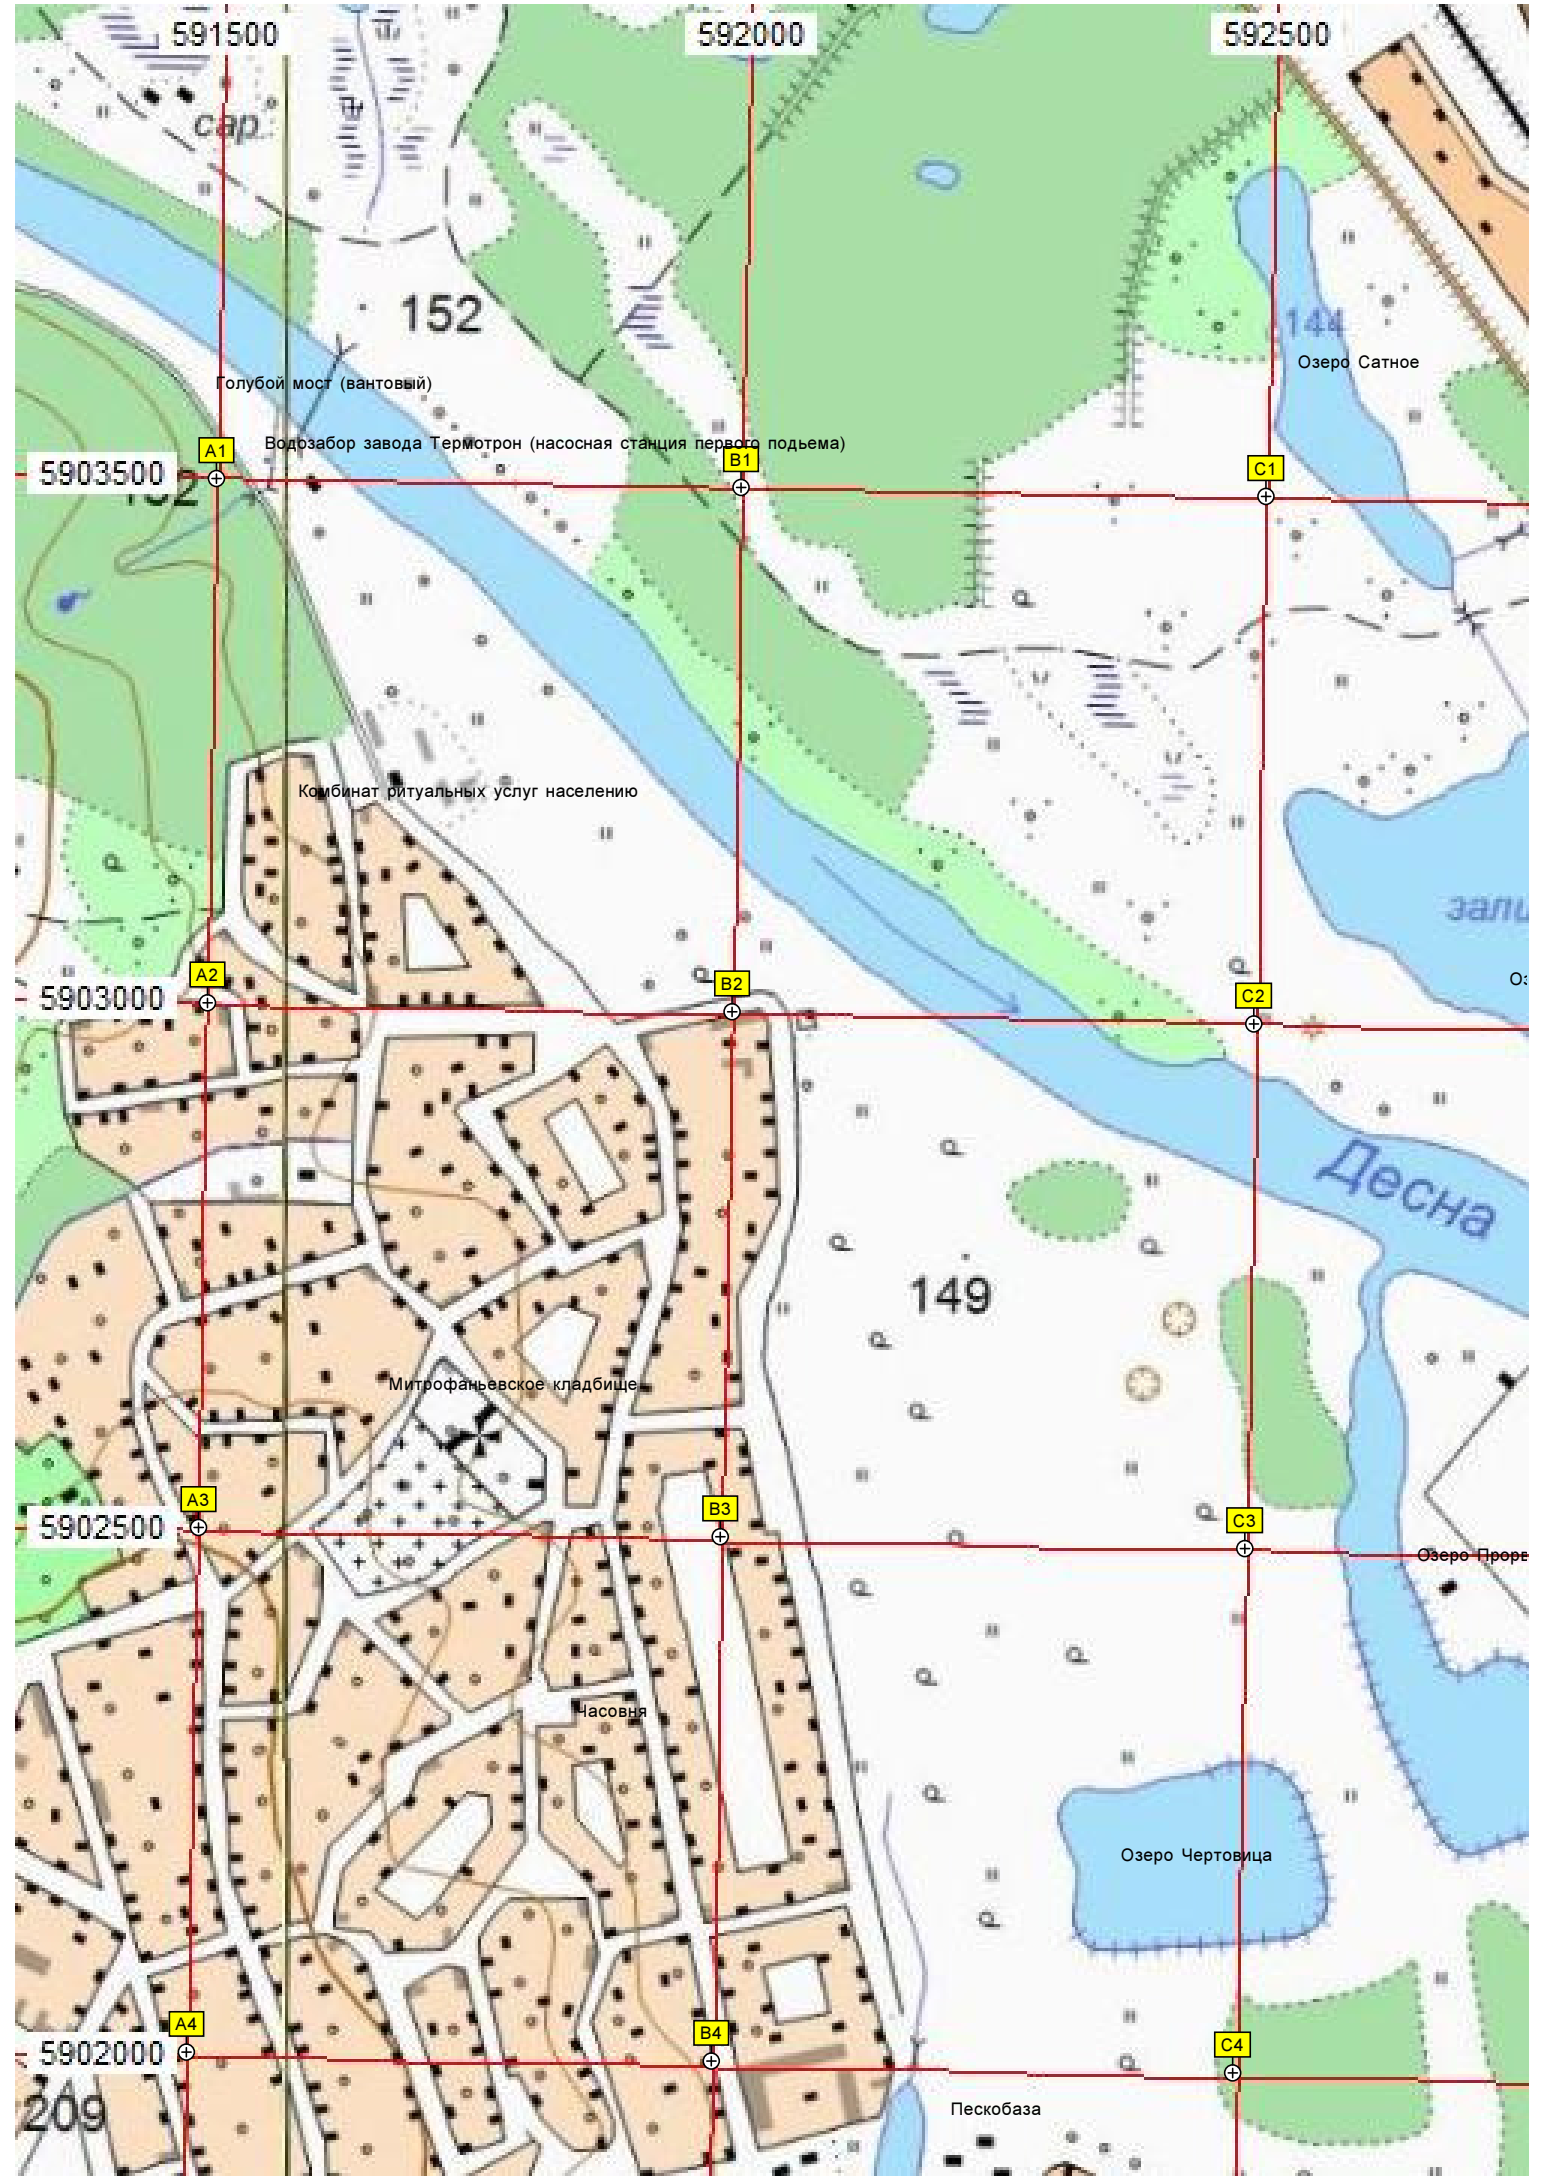 591500
592000
592500
сар.
152
144
Озеро Сатное
Голубой мост (вантовый)
Водозабор завода Термотрон (насосная станция первого подьема)
A1
B1
C1
5903500
Комбинат ритуальных услуг населению
A2
B2
C2
5903000
Десна
149
Митрофаньевское кладбище
A3
B3
C3
5902500
Озеро Прорв
Часовня
Озеро Чертовица
A4
B4
C4
5902000
209
Пескобаза